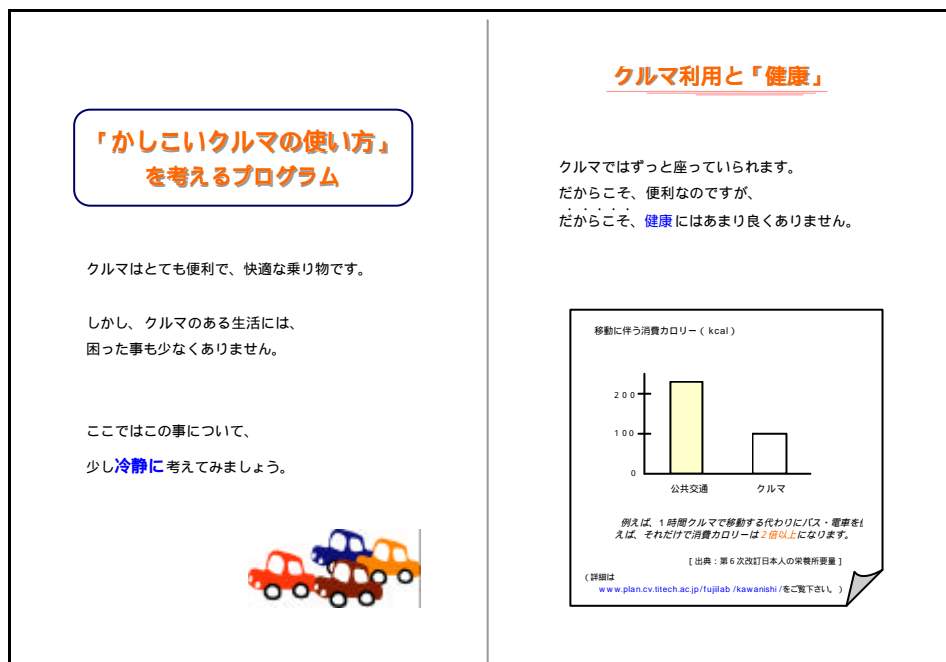 「かしこいクルマの使い方」
を考えるプログラム
クルマはとても便利で、快適な乗り物です。
しかし、クルマのある生活には、
困った事も少なくありません。
ここではこの事について、
少し冷静に考えてみましょう。
クルマ利用と「健康」
クルマではずっと座っていられます。
だからこそ、便利なのですが、
だからこそ、健康にはあまり良くありません。
移動に伴う消費カロリー（kcal）
200
100
0
公共交通 クルマ
例えば、1時間クルマで移動する代わりにバス・電車を使
えば、それだけで消費カロリーは2倍以上になります。
[出典：第6次改訂日本人の栄養所要量]
（詳細は
www.plan.cv.titech.ac.jp/fujiilab/kawanishi/をご覧下さい。）